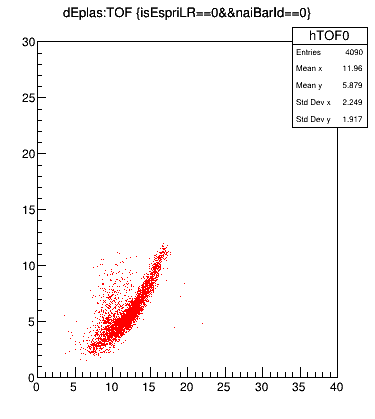 dEplas:TOF {isEspriLR==0&&naiBarId==0}
hTOF0
Entries 4090
Mean x 11.96
Mean y 5.879
Std Dev x 2.249
Std Dev y 1.917
30
25
20
15
10
5
0
0 5 10 15 20 25 30 35 40